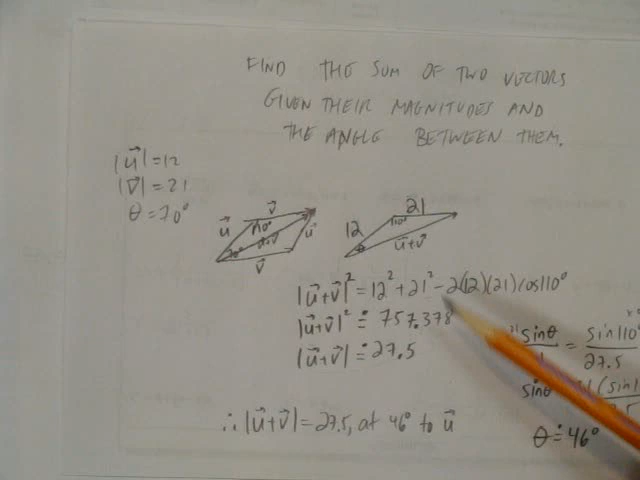 FIND THE SUM OF TWO VECTORS
GIVEN THEIR MAGNITUDES AND
THE ANGLE BETWEEN THEM.
|u⃗|=12
|v⃗|=21
θ=70°
v⃗
u⃗
110°
u⃗+v⃗
70°
u⃗
v⃗
21
12
110°
θ
u⃗+v⃗
|u⃗+v⃗|² = 12² + 21² - 2(12)(21) cos110°
|u⃗+v⃗|² ≐ 757.378
|u⃗+v⃗| ≐ 27.5
sinθ = sin110°
27.5
sinθ
θ ≐ 46°
∴ |u⃗+v⃗| = 27.5, at 46° to u⃗